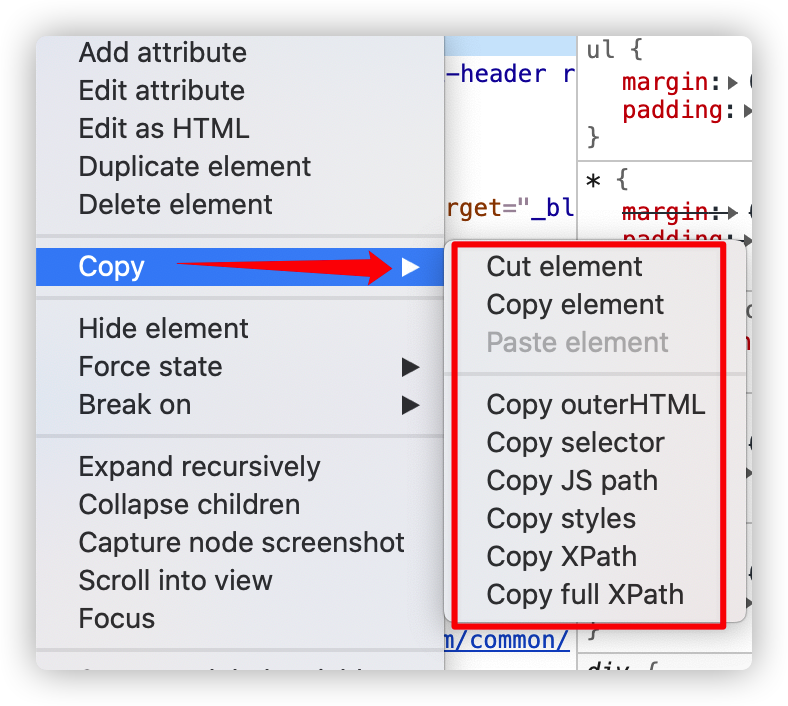 Add attribute
Edit attribute
Edit as HTML
Duplicate element
Delete element
Copy
Hide element
Force state
Break on
Expand recursively
Collapse children
Capture node screenshot
Scroll into view
Focus
Cut element
Copy element
Paste element
Copy outerHTML
Copy selector
Copy JS path
Copy styles
Copy XPath
Copy full XPath
-header r
rget="_bl
m/common/
ul {
margin:
padding:
}
* {
margin:
padding
}
div {